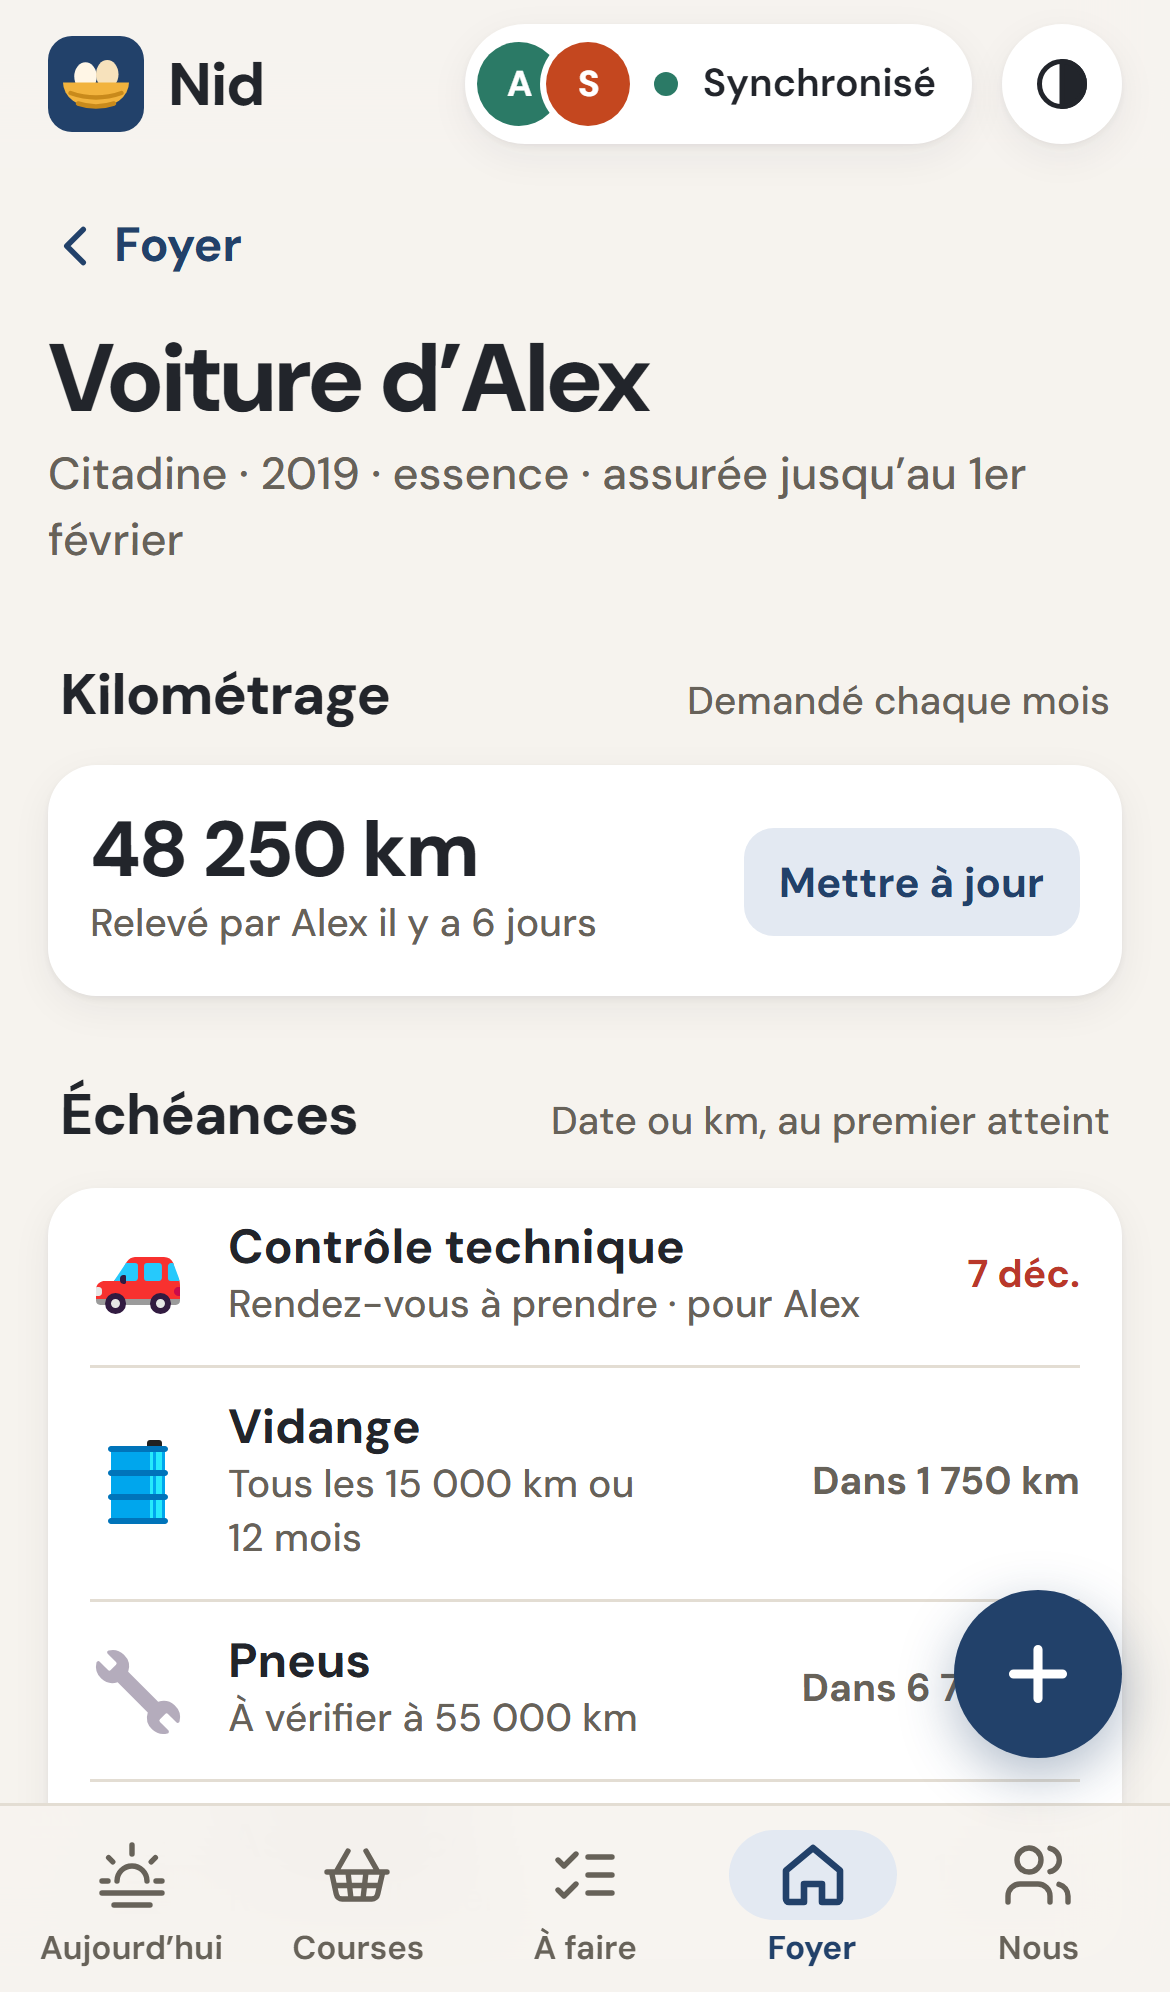 Nid
A
S
Synchronisé
Foyer
Voiture d’Alex
Citadine · 2019 · essence · assurée jusqu’au 1er
février
Kilométrage
Demandé chaque mois
48 250 km
Relevé par Alex il y a 6 jours
Mettre à jour
Échéances
Date ou km, au premier atteint
Contrôle technique
Rendez-vous à prendre · pour Alex
7 déc.
Vidange
Tous les 15 000 km ou
12 mois
Dans 1 750 km
Pneus
À vérifier à 55 000 km
Dans 6
Aujourd’hui
Courses
À faire
Foyer
Nous